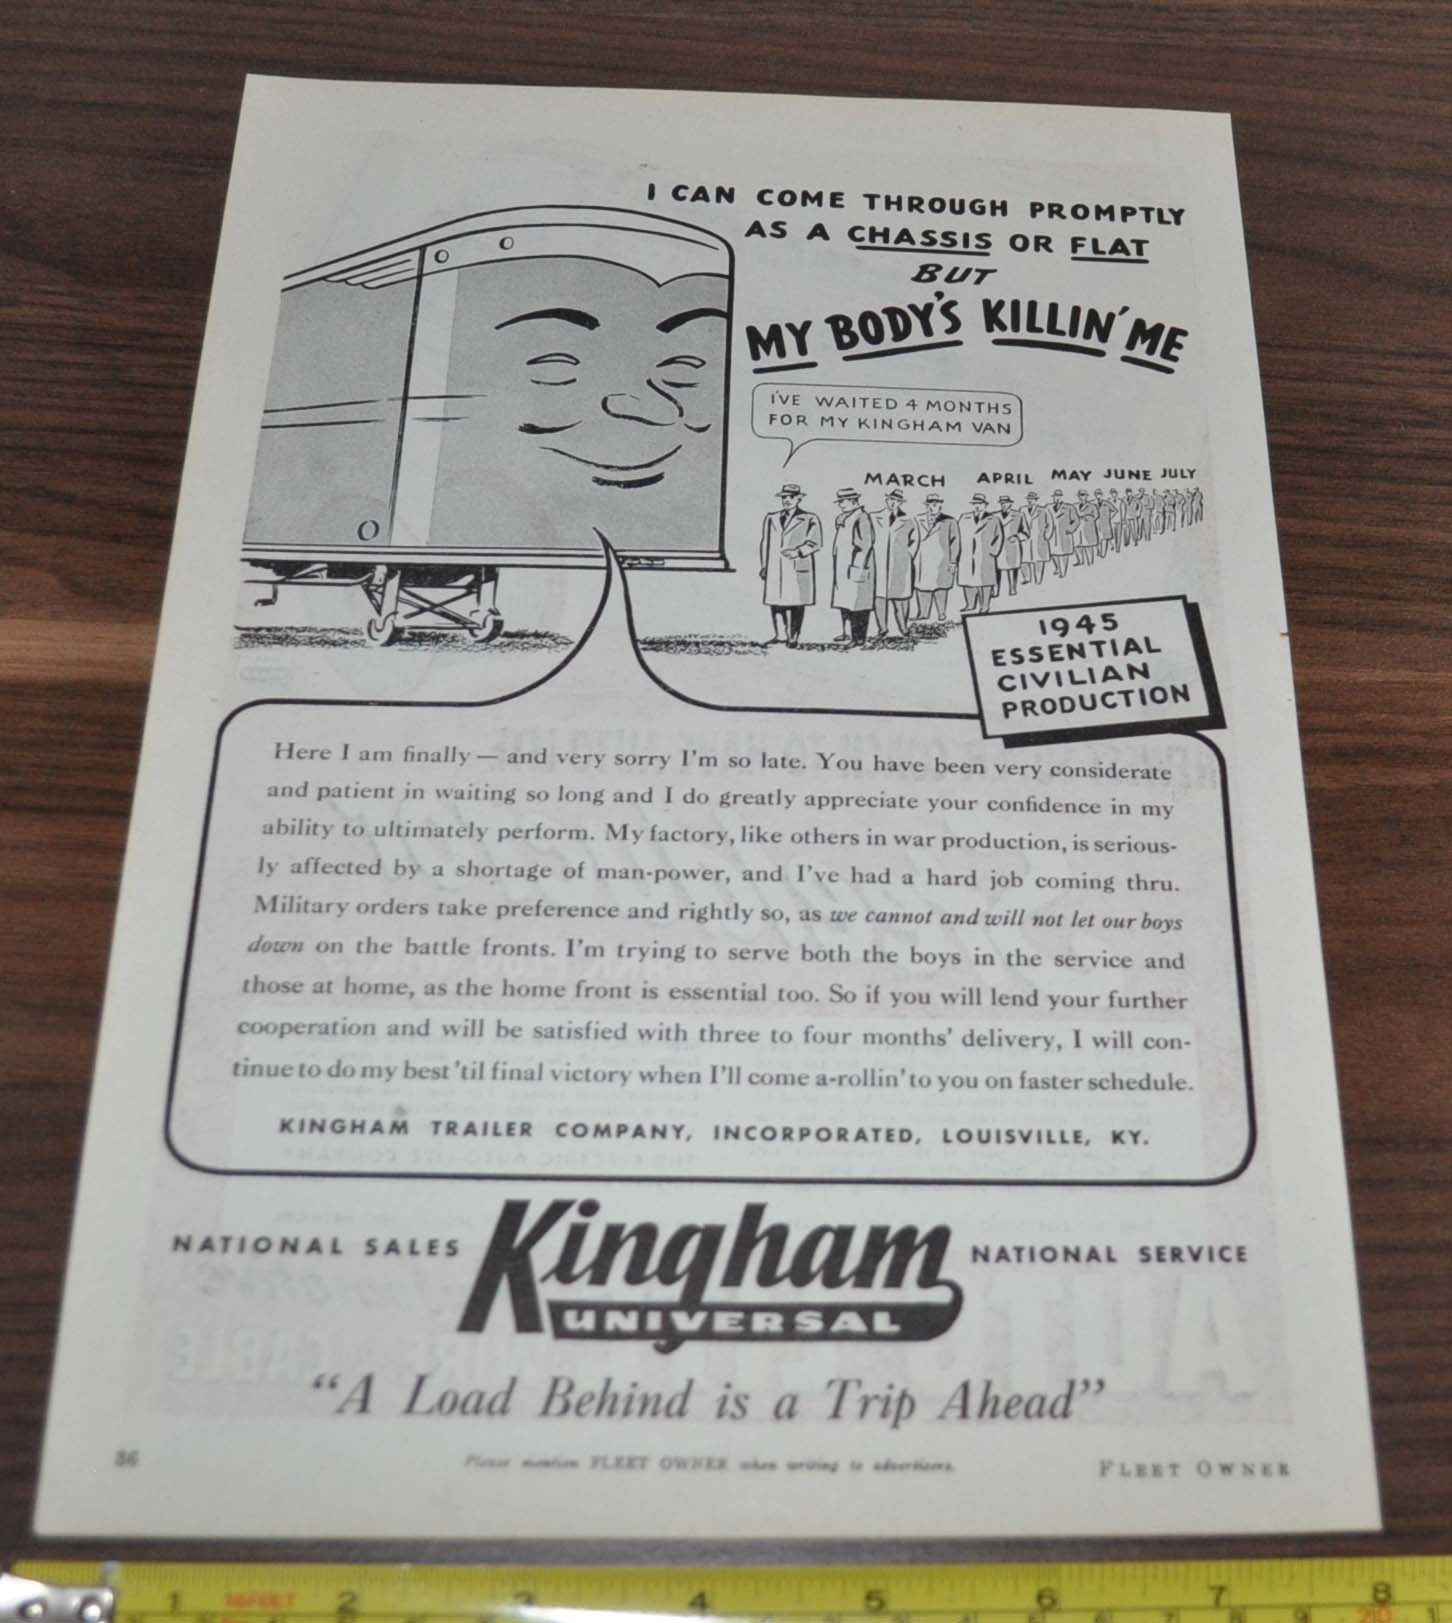 I CAN COME THROUGH PROMPTLY
AS A CHASSIS OR FLAT
BUT
MY BODY'S KILLIN' ME
I'VE WAITED 4 MONTHS
FOR MY KINGHAM VAN
MARCH APRIL MAY JUNE JULY
1945
ESSENTIAL
CIVILIAN
PRODUCTION
Here I am finally — and very sorry I'm so late. You have been very considerate
and patient in waiting so long and I do greatly appreciate your confidence in my
ability to ultimately perform. My factory, like others in war production, is serious-
ly affected by a shortage of man-power, and I've had a hard job coming thru.
Military orders take preference and rightly so, as we cannot and will not let our boys
down on the battle fronts. I'm trying to serve both the boys in the service and
those at home, as the home front is essential too. So if you will lend your further
cooperation and will be satisfied with three to four months' delivery, I will con-
tinue to do my best 'til final victory when I'll come a-rollin' to you on faster schedule.
KINGHAM TRAILER COMPANY, INCORPORATED, LOUISVILLE, KY.
NATIONAL SALES Kingham NATIONAL SERVICE
UNIVERSAL
"A Load Behind is a Trip Ahead"
36 Please mention FLEET OWNER when writing to advertisers. FLEET OWNER
1 16FEET 2 3 4 5 6 7 8
20